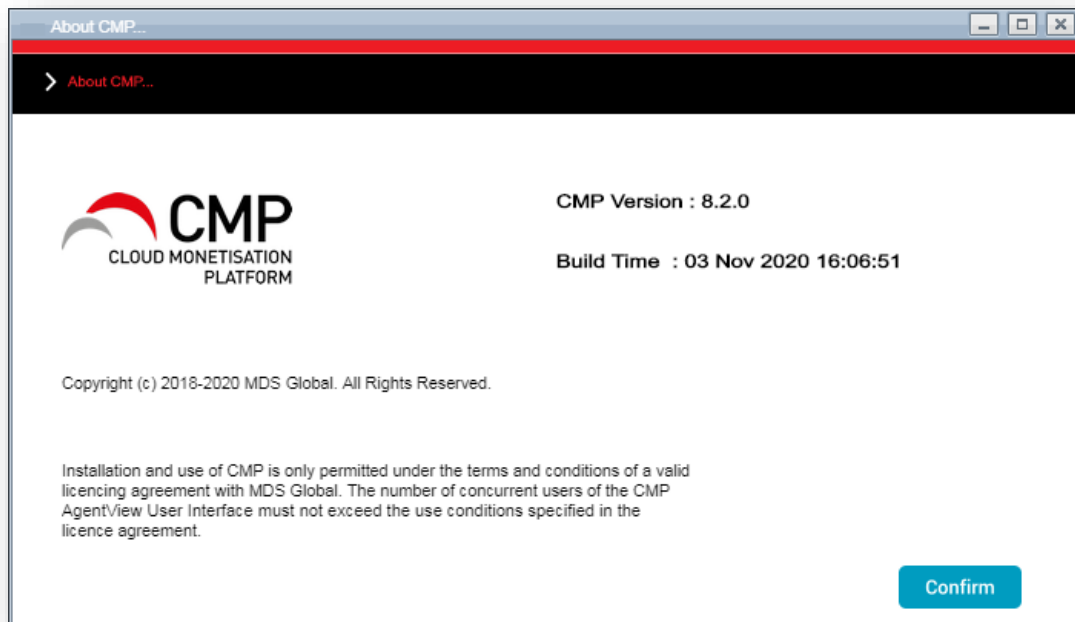 About CMP...
About CMP...
CMP
CLOUD MONETISATION
PLATFORM
CMP Version : 8.2.0
Build Time : 03 Nov 2020 16:06:51
Copyright (c) 2018-2020 MDS Global. All Rights Reserved.
Installation and use of CMP is only permitted under the terms and conditions of a valid
licencing agreement with MDS Global. The number of concurrent users of the CMP
AgentView User Interface must not exceed the use conditions specified in the
licence agreement.
Confirm